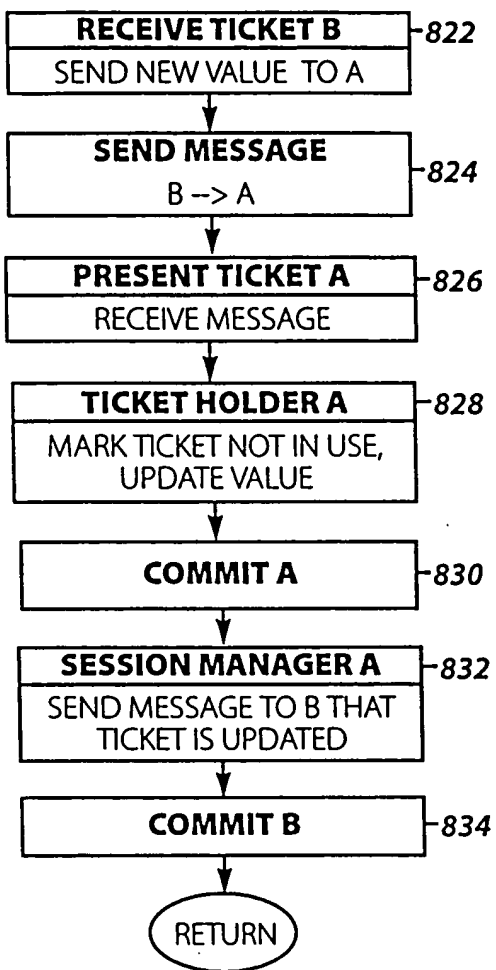 RECEIVE TICKET B
822
SEND NEW VALUE TO A
SEND MESSAGE
824
B --> A
PRESENT TICKET A
826
RECEIVE MESSAGE
TICKET HOLDER A
828
MARK TICKET NOT IN USE,
UPDATE VALUE
COMMIT A
830
SESSION MANAGER A
832
SEND MESSAGE TO B THAT
TICKET IS UPDATED
COMMIT B
834
RETURN